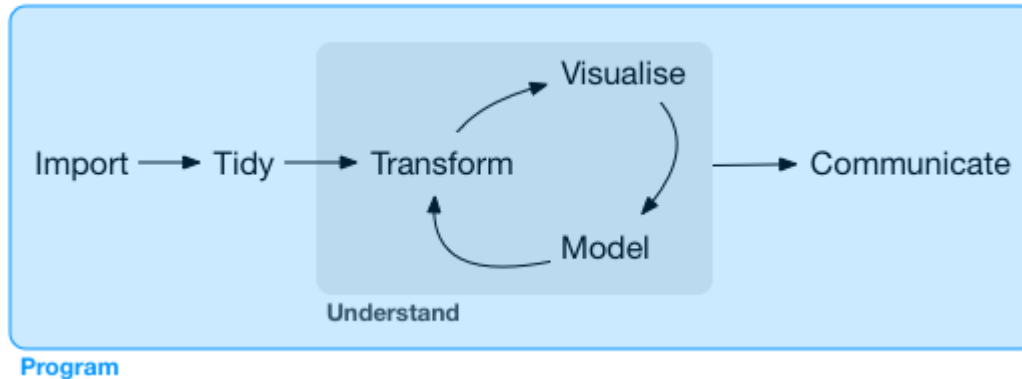 Visualise
Import
Tidy
Transform
Communicate
Model
Understand
Program